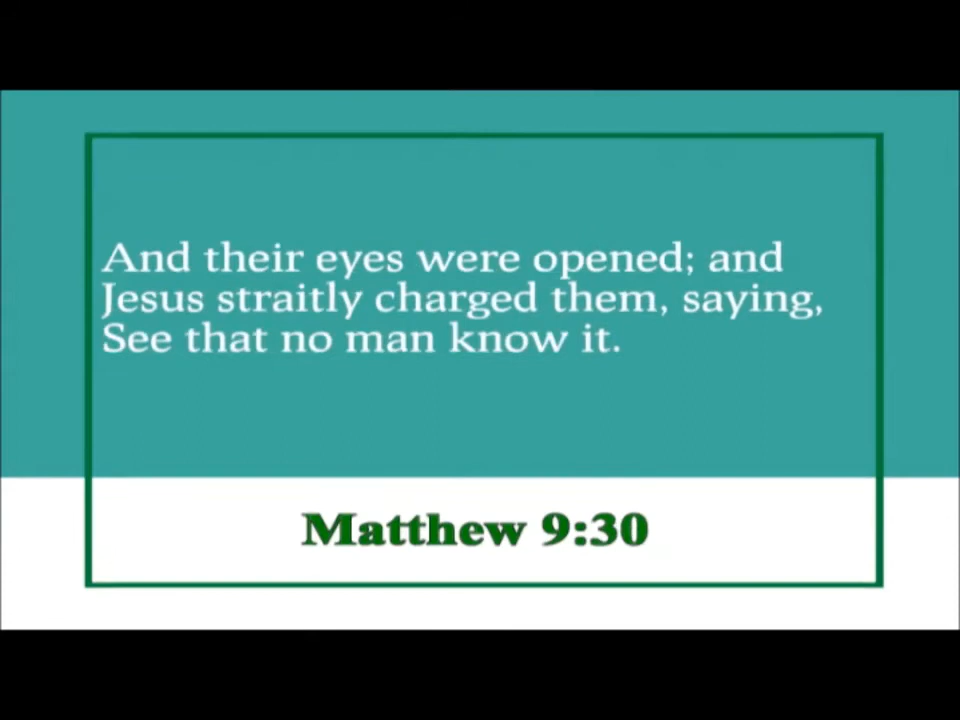 And their eyes were opened; and
Jesus straitly charged them, saying,
See that no man know it.
Matthew 9:30